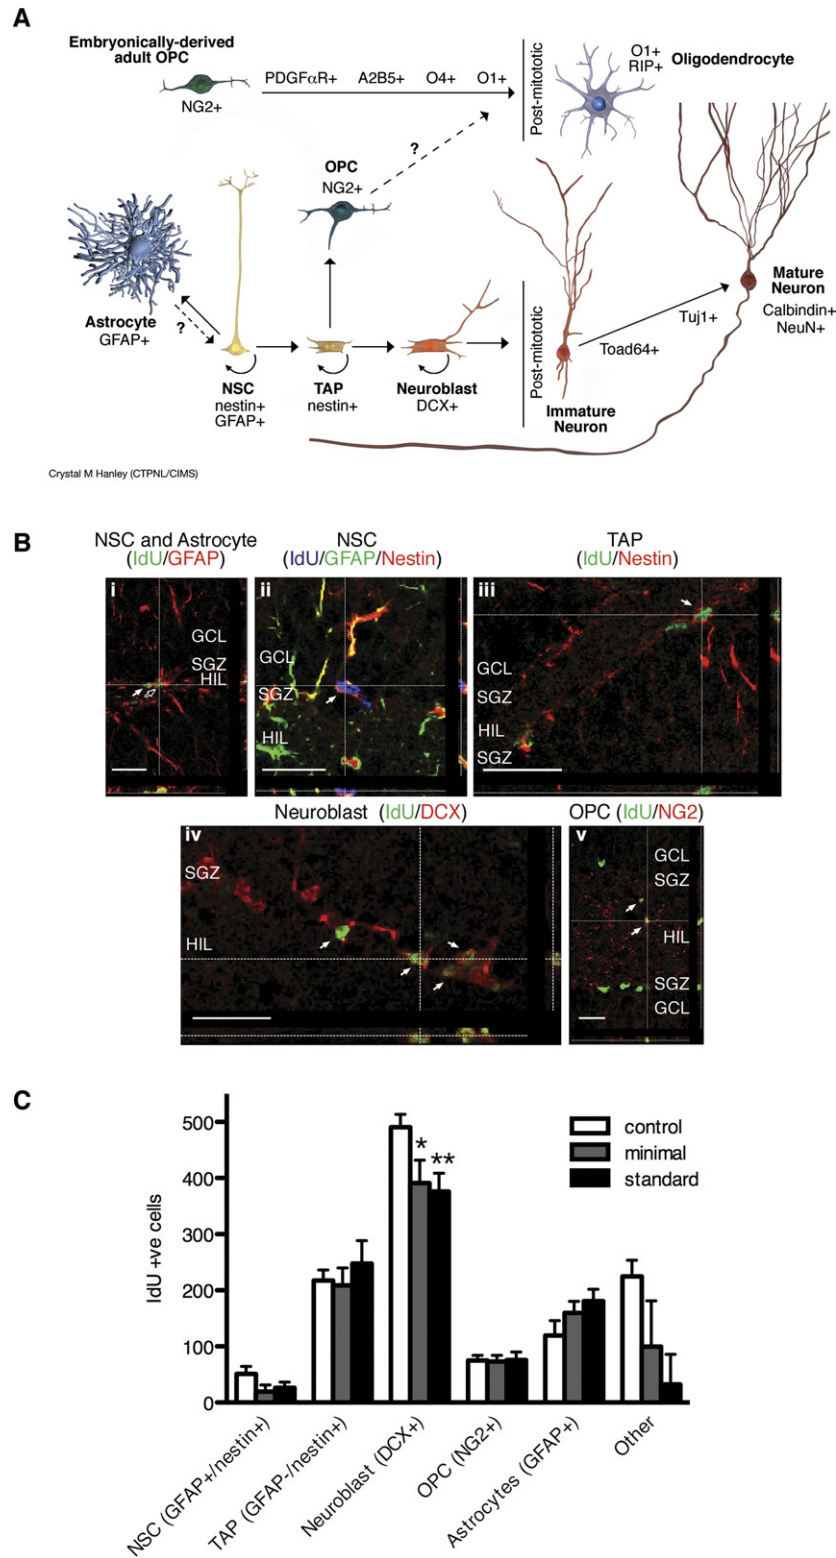 A
Embryonically-derived
adult OPC
NG2+
PDGFαR+ A2B5+ O4+ O1+
Post-mitototic
O1+
RIP+
Oligodendrocyte
?
OPC
NG2+
Astrocyte
GFAP+
?
NSC
nestin+
GFAP+
TAP
nestin+
Neuroblast
DCX+
Post-mitototic
Immature
Neuron
Toad64+
Tuj1+
Mature
Neuron
Calbindin+
NeuN+
Crystal M Hanley (CTPNL/CIMS)
B
NSC and Astrocyte
(IdU/GFAP)
i
GCL
SGZ
HIL
NSC
(IdU/GFAP/Nestin)
ii
GCL
SGZ
HIL
TAP
(IdU/Nestin)
iii
GCL
SGZ
HIL
SGZ
Neuroblast (IdU/DCX)
iv
SGZ
HIL
OPC (IdU/NG2)
v
GCL
SGZ
HIL
SGZ
GCL
C
IdU +ve cells
500
400
300
200
100
0
* **
control
minimal
standard
NSC (GFAP+/nestin+)
TAP (GFAP-/nestin+)
Neuroblast (DCX+)
OPC (NG2+)
Astrocytes (GFAP+)
Other